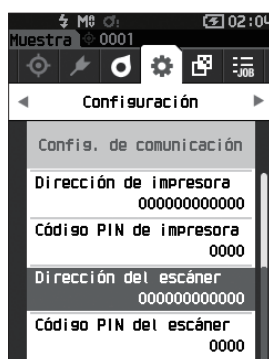 M0 02:04
Muestra 0001
JOB
Configuración
Config. de comunicación
Dirección de impresora
000000000000
Código PIN de impresora
0000
Dirección del escáner
000000000000
Código PIN del escáner
0000